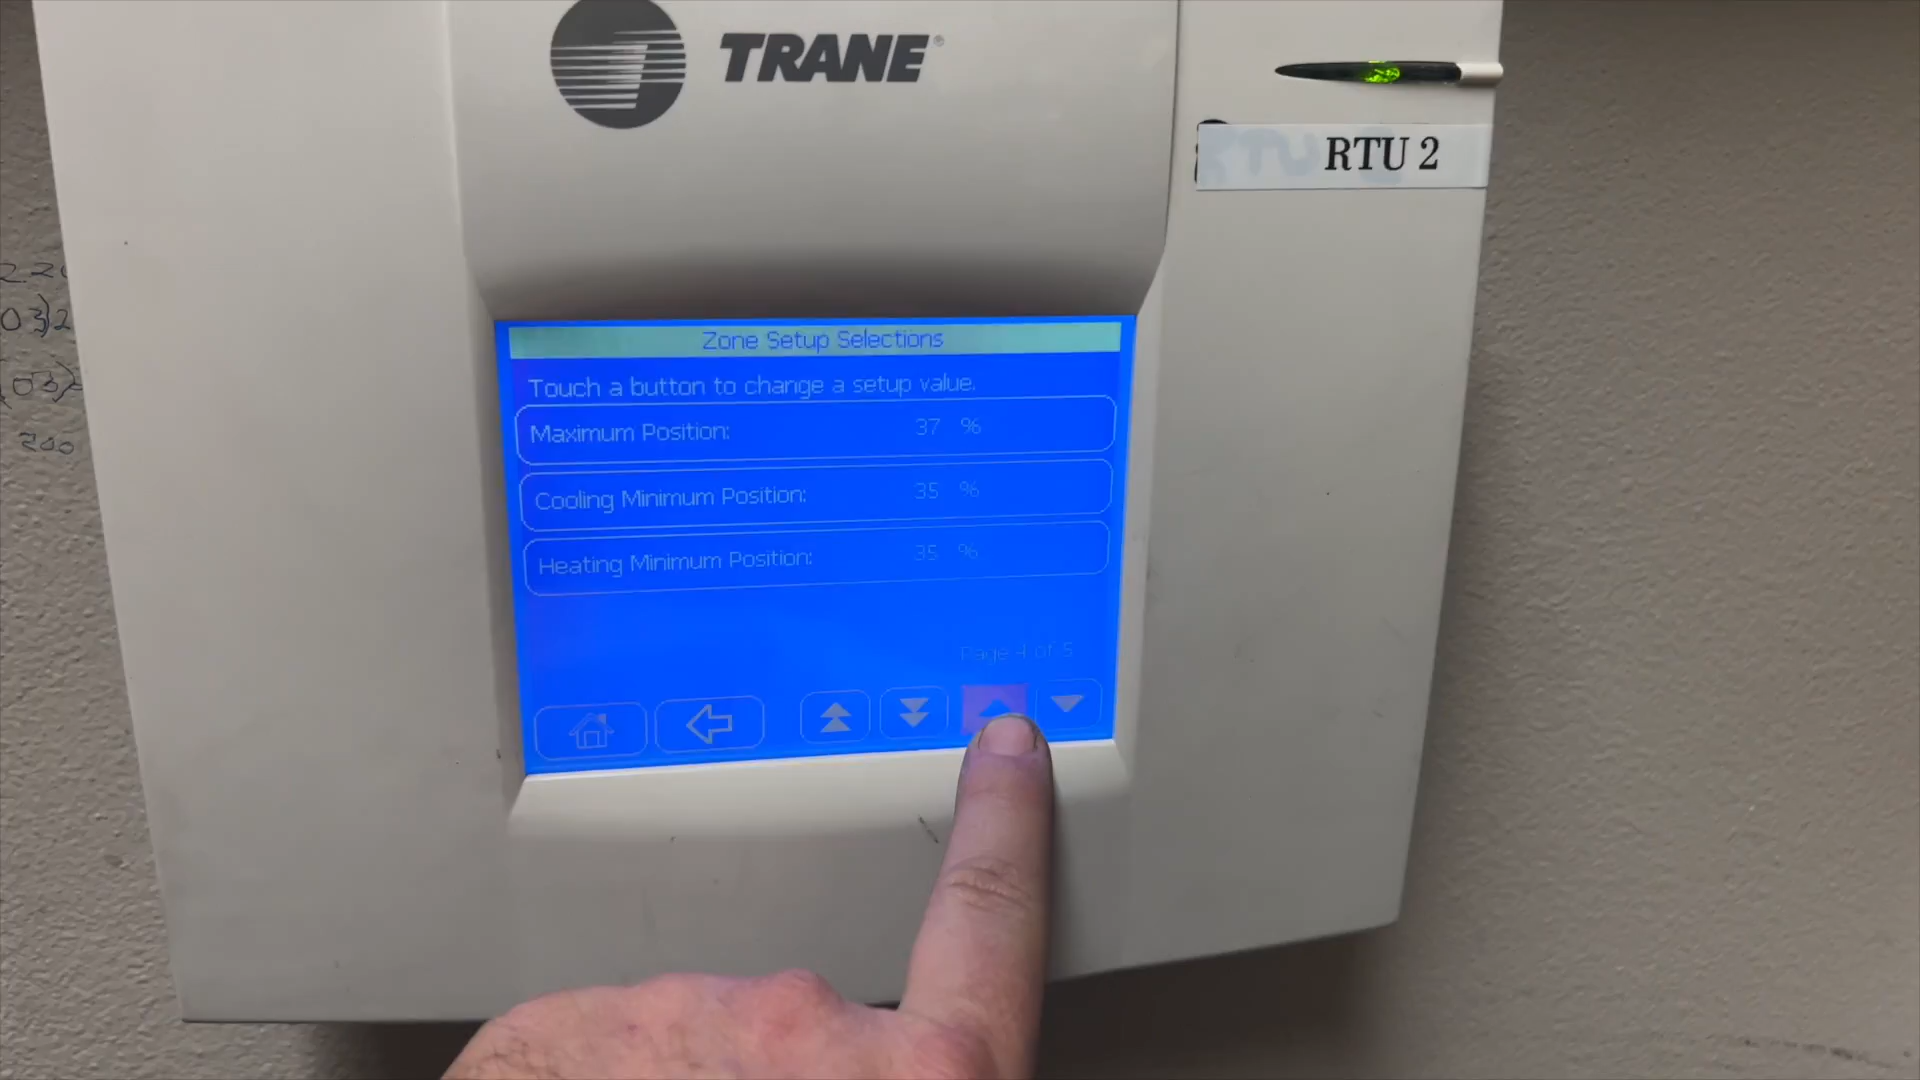 TRANE®
RTU 2
Zone Setup Selections
Touch a button to change a setup value.
Maximum Position: 37 %
Cooling Minimum Position: 35 %
Heating Minimum Position: 35 %
Page 4 of 5
200